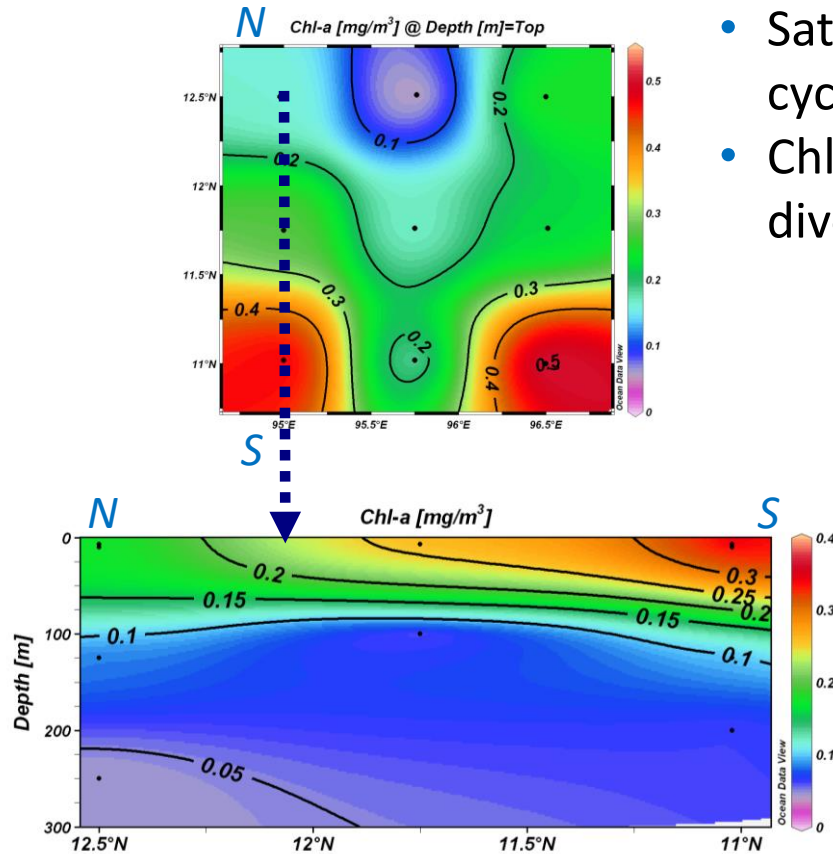 N
Chl-a [mg/m³] @ Depth [m]=Top
• Sat
cyc
• Chl
dive
12.5°N
12°N
11.5°N
11°N
95°E
95.5°E
96°E
96.5°E
0.1
0.2
0.2
0.3
0.3
0.4
0.4
0.2
0.5
0.5
0.4
0.3
0.2
0.1
0
Ocean Data View
S
N
Chl-a [mg/m³]
S
Depth [m]
0
100
200
300
0.2
0.3
0.25
0.2
0.15
0.15
0.1
0.1
0.05
12.5°N
12°N
11.5°N
11°N
0.4
0.3
0.2
0.1
0
Ocean Data View